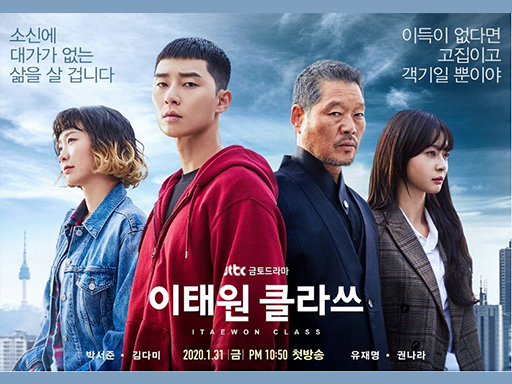 소신에
대가가 없는
삶을 살 겁니다
이득이 없다면
고집이고
객기일 뿐이야
jtbc 금토드라마
이태원 클라쓰
ITAEWON CLASS
박서준 · 김다미
2020.1.31 |금| PM 10:50 첫방송
유재명 · 권나라